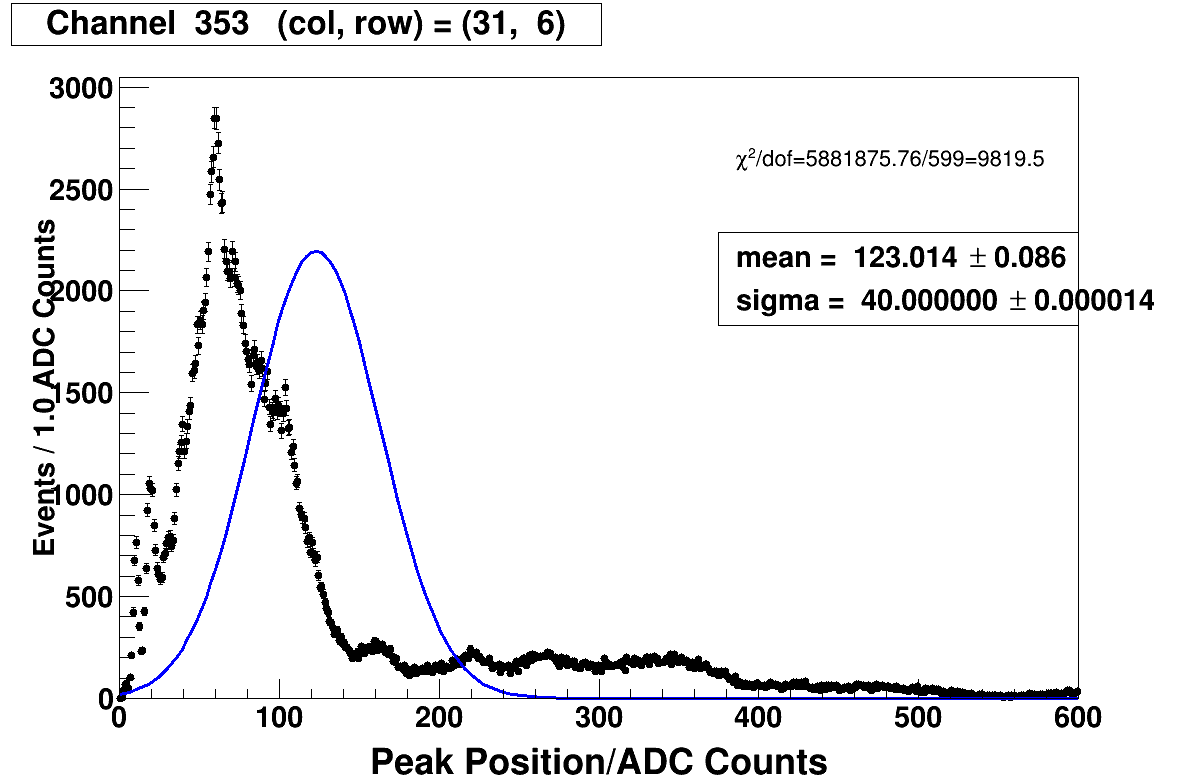 Channel 353 (col, row) = (31, 6)
3000
2500
2000
1500
1000
500
0
Events / 1.0 ADC Counts
χ²/dof=5881875.76/599=9819.5
mean = 123.014 ± 0.086
sigma = 40.000000 ± 0.000014
0 100 200 300 400 500 600
Peak Position/ADC Counts